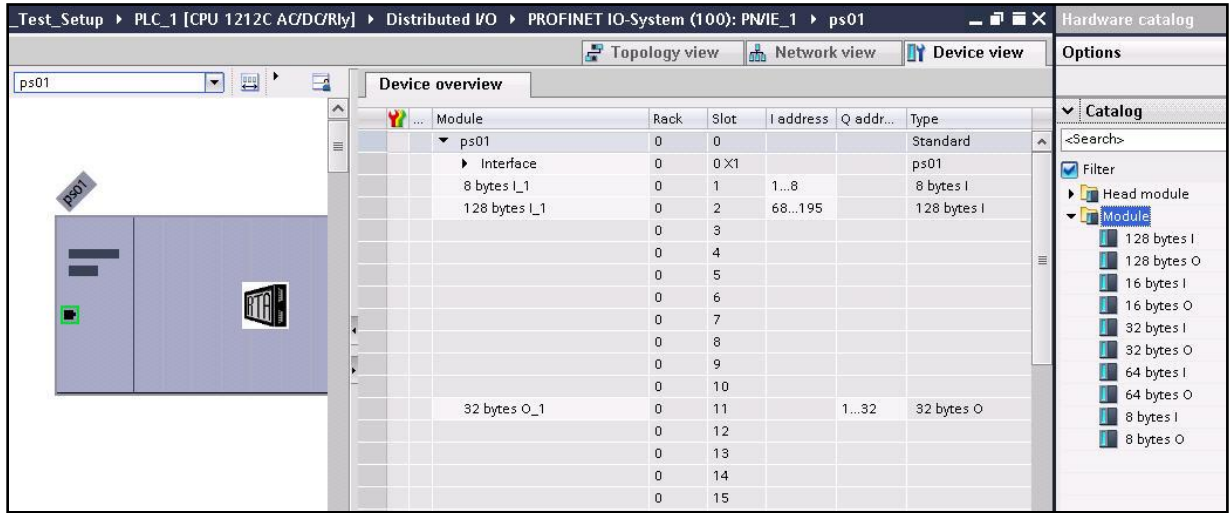 _Test_Setup ▸ PLC_1 [CPU 1212C AC/DC/Rly] ▸ Distributed I/O ▸ PROFINET IO-System (100): PN/IE_1 ▸ ps01
Hardware catalog
Topology view Network view Device view
Options
ps01
Device overview
Catalog
... Module Rack Slot I address Q addr... Type
<Search>
ps01 0 0 Standard
Filter
Interface 0 0 X1 ps01
Head module
8 bytes I_1 0 1 1...8 8 bytes I
Module
128 bytes I_1 0 2 68...195 128 bytes I
128 bytes I
0 3
128 bytes O
0 4
16 bytes I
0 5
16 bytes O
0 6
32 bytes I
0 7
32 bytes O
0 8
64 bytes I
0 9
64 bytes O
0 10
8 bytes I
32 bytes O_1 0 11 1...32 32 bytes O
8 bytes O
0 12
0 13
0 14
0 15
ps01
RTA